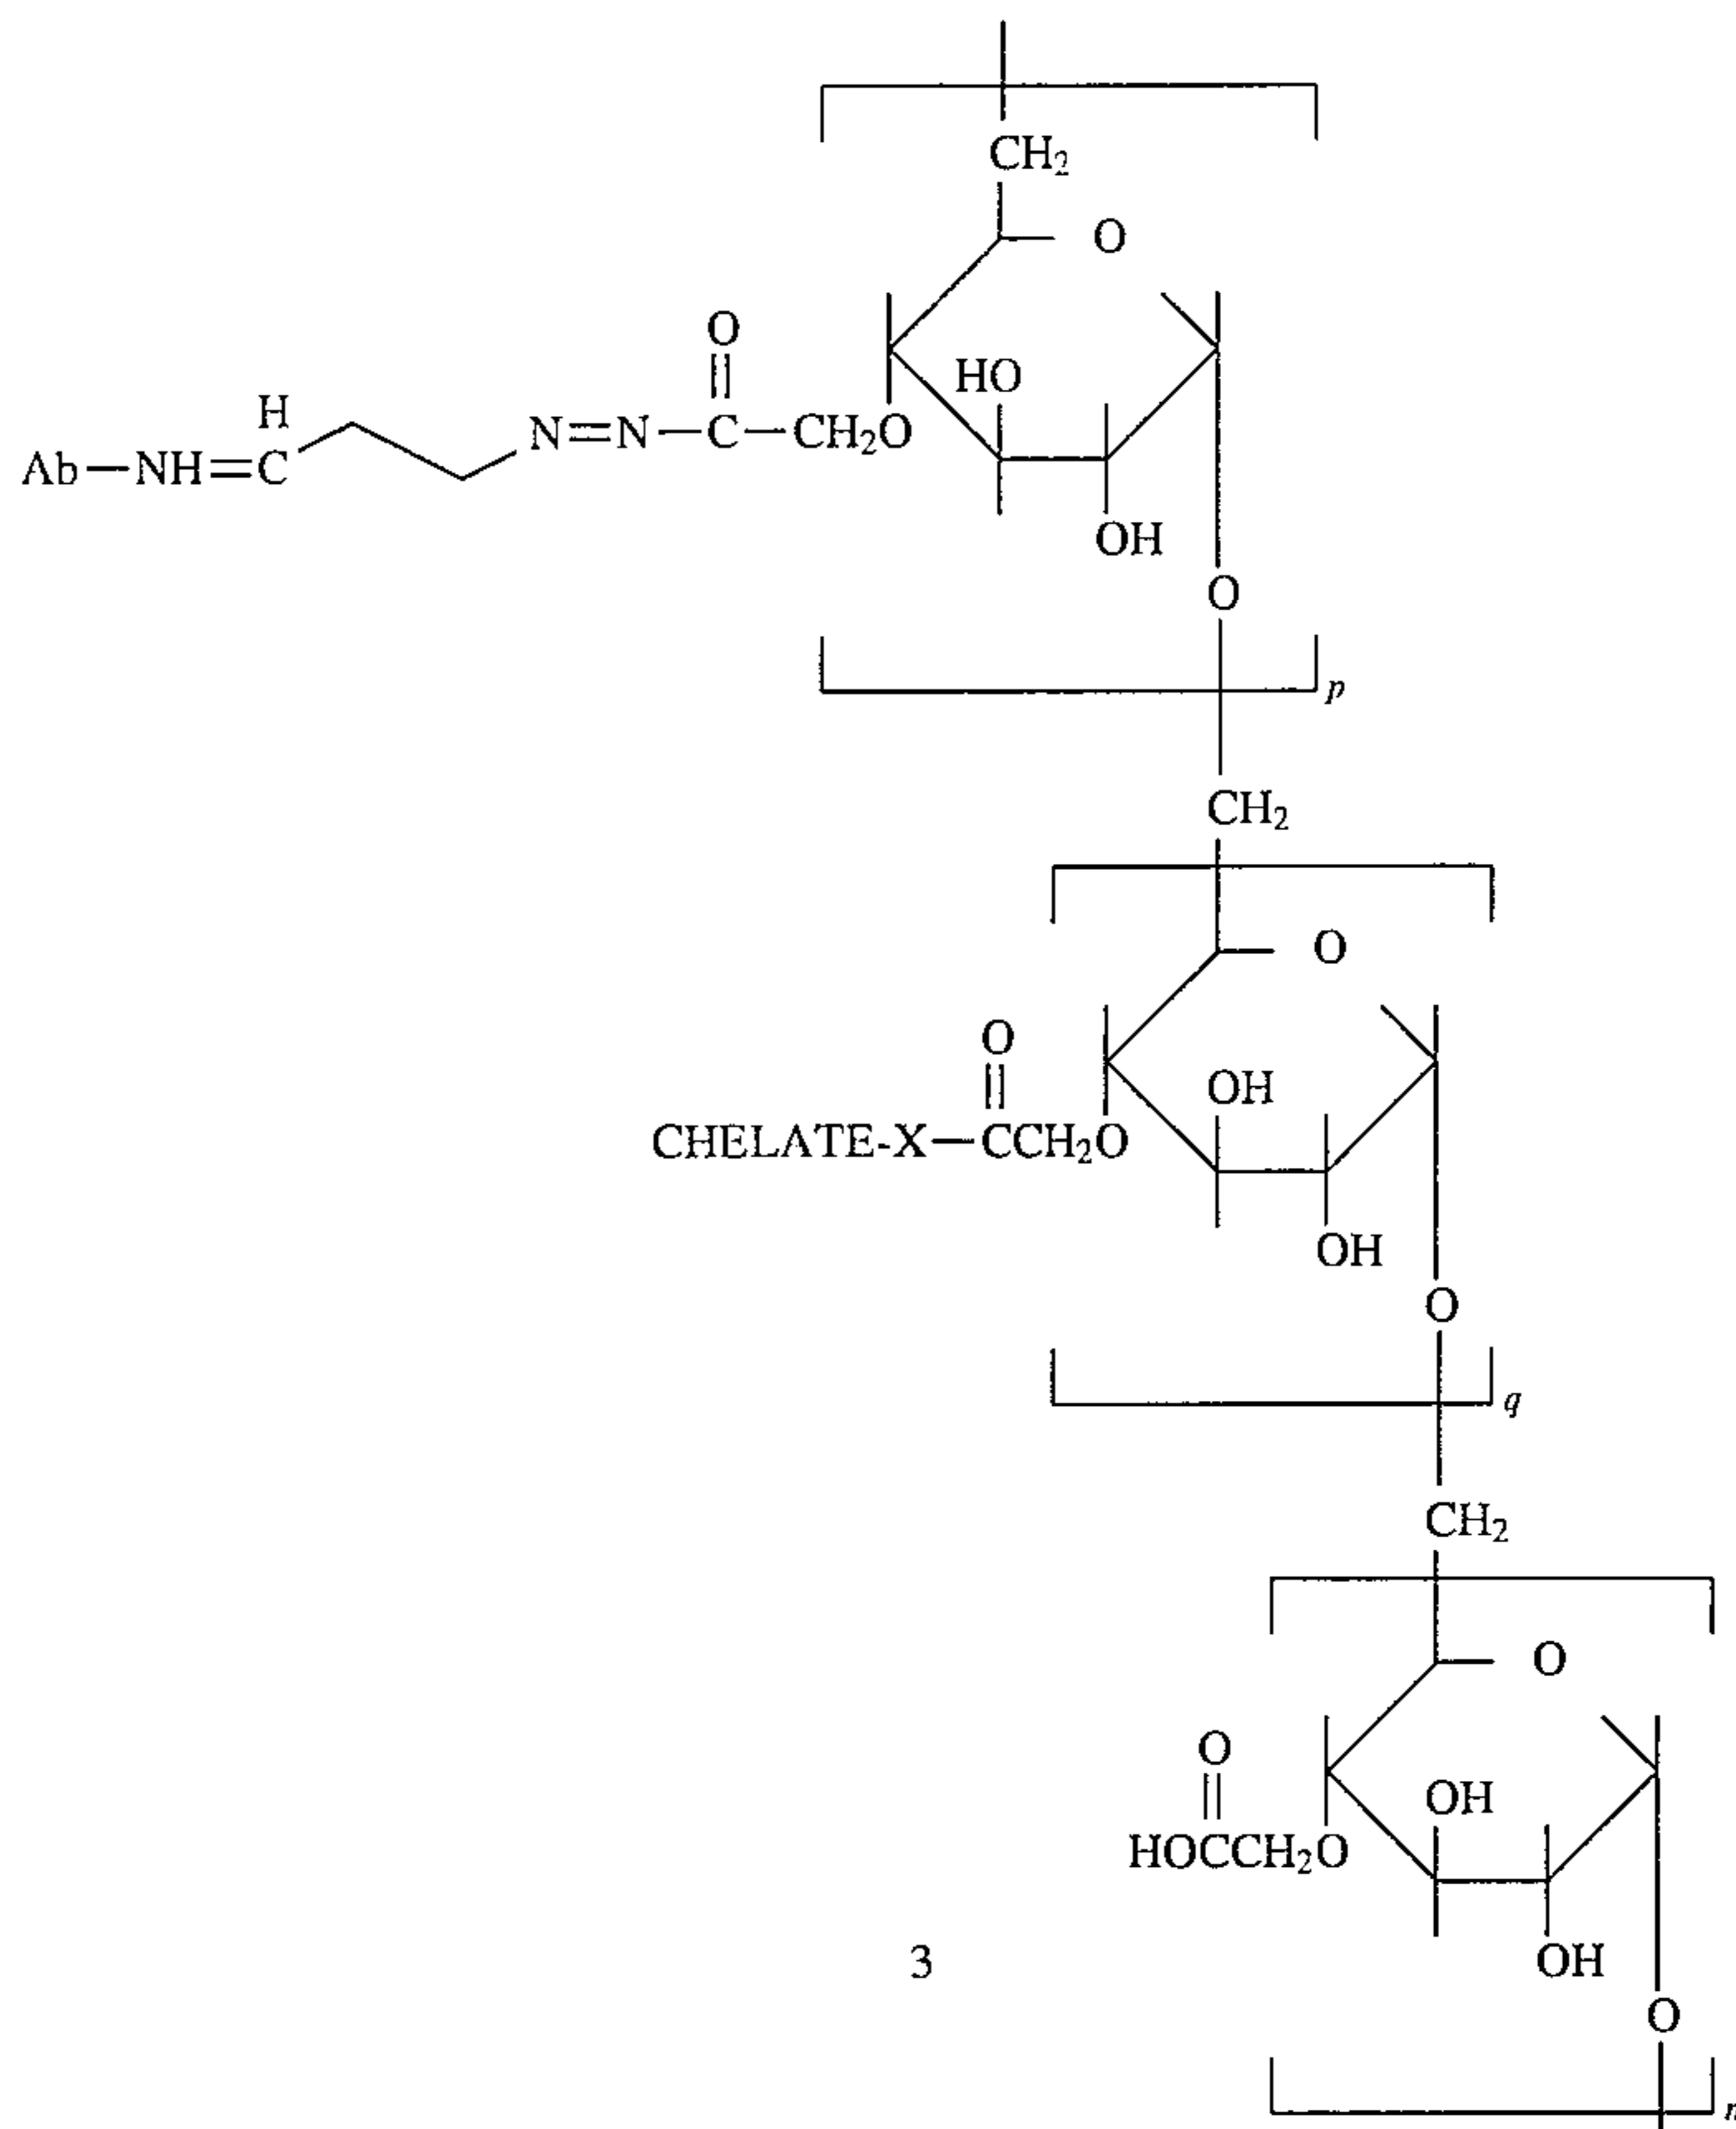 CH2
O
O
HO
H
N=N—C—CH2O
Ab—NH=C
OH
O
p
CH2
O
O
OH
CHELATE-X—CCH2O
OH
O
q
CH2
O
O
OH
HOCCH2O
3
OH
O